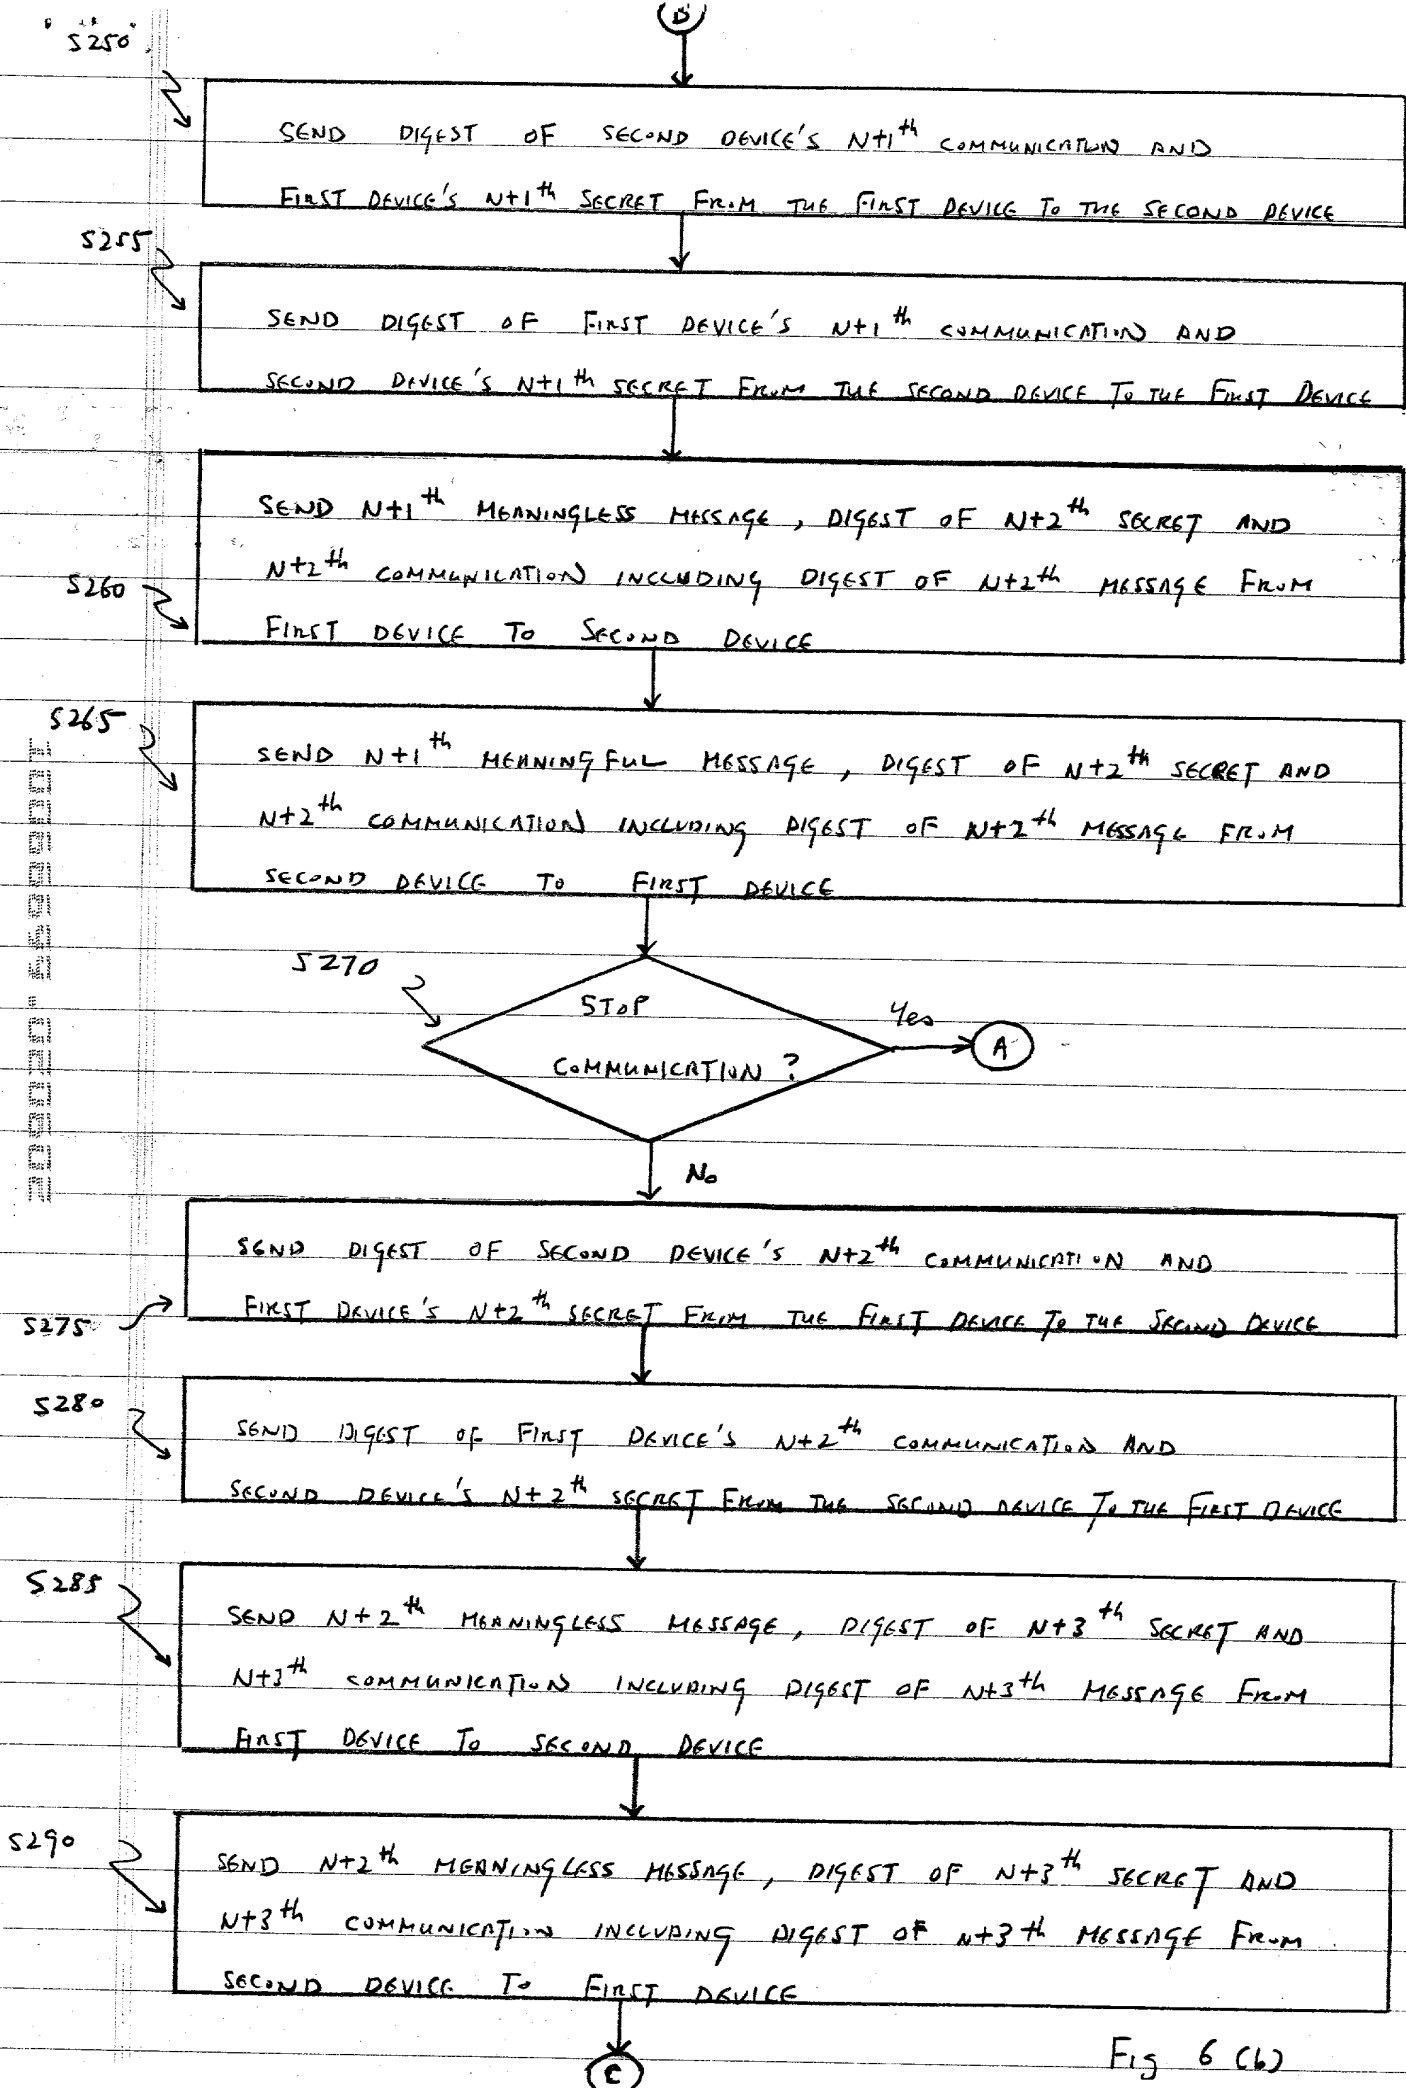 S250
B
SEND DIGEST OF SECOND DEVICE'S N+1th COMMUNICATION AND
FIRST DEVICE'S N+1th SECRET FROM THE FIRST DEVICE TO THE SECOND DEVICE
S255
SEND DIGEST OF FIRST DEVICE'S N+1th COMMUNICATION AND
SECOND DEVICE'S N+1th SECRET FROM THE SECOND DEVICE TO THE FIRST DEVICE
SEND N+1th MEANINGLESS MESSAGE, DIGEST OF N+2th SECRET AND
N+2th COMMUNICATION INCLUDING DIGEST OF N+2th MESSAGE FROM
S260
FIRST DEVICE TO SECOND DEVICE
S265
SEND N+1th MEANINGFUL MESSAGE, DIGEST OF N+2th SECRET AND
N+2th COMMUNICATION INCLUDING DIGEST OF N+2th MESSAGE FROM
SECOND DEVICE TO FIRST DEVICE
S270
STOP
COMMUNICATION?
Yes
A
No
SEND DIGEST OF SECOND DEVICE'S N+2th COMMUNICATION AND
FIRST DEVICE'S N+2th SECRET FROM THE FIRST DEVICE TO THE SECOND DEVICE
S275
S280
SEND DIGEST OF FIRST DEVICE'S N+2th COMMUNICATION AND
SECOND DEVICE'S N+2th SECRET FROM THE SECOND DEVICE TO THE FIRST DEVICE
S285
SEND N+2th MEANINGLESS MESSAGE, DIGEST OF N+3th SECRET AND
N+3th COMMUNICATION INCLUDING DIGEST OF N+3th MESSAGE FROM
FIRST DEVICE TO SECOND DEVICE
S290
SEND N+2th MEANINGLESS MESSAGE, DIGEST OF N+3th SECRET AND
N+3th COMMUNICATION INCLUDING DIGEST OF N+3th MESSAGE FROM
SECOND DEVICE TO FIRST DEVICE
C
Fig 6 (b)